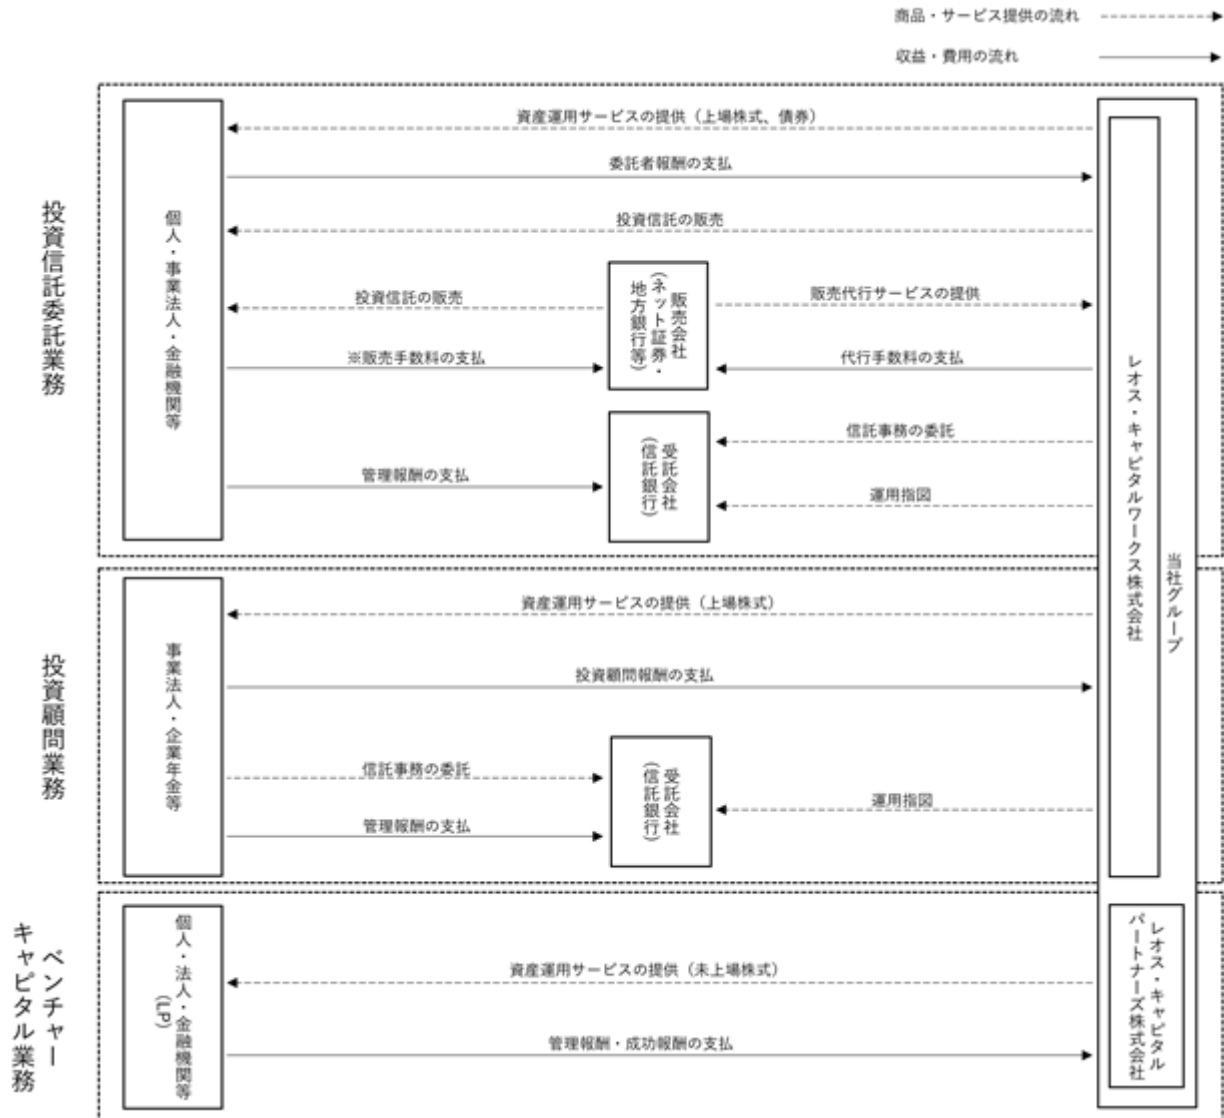 商品・サービス提供の流れ
収益・費用の流れ
投資信託委託業務
個人・事業法人・金融機関等
資産運用サービスの提供（上場株式、債券）
委託者報酬の支払
投資信託の販売
投資信託の販売
※販売手数料の支払
販売会社
(ネット証券・
地方銀行等)
販売代行サービスの提供
代行手数料の支払
管理報酬の支払
受託会社
(信託銀行)
信託事務の委託
運用指図
レオス・キャピタルワークス株式会社
当社グループ
投資顧問業務
事業法人・企業年金等
資産運用サービスの提供（上場株式）
投資顧問報酬の支払
信託事務の委託
管理報酬の支払
受託会社
(信託銀行)
運用指図
ベンチャー
キャピタル業務
個人・法人・金融機関等
(LP)
資産運用サービスの提供（未上場株式）
管理報酬・成功報酬の支払
レオス・キャピタル
パートナーズ株式会社